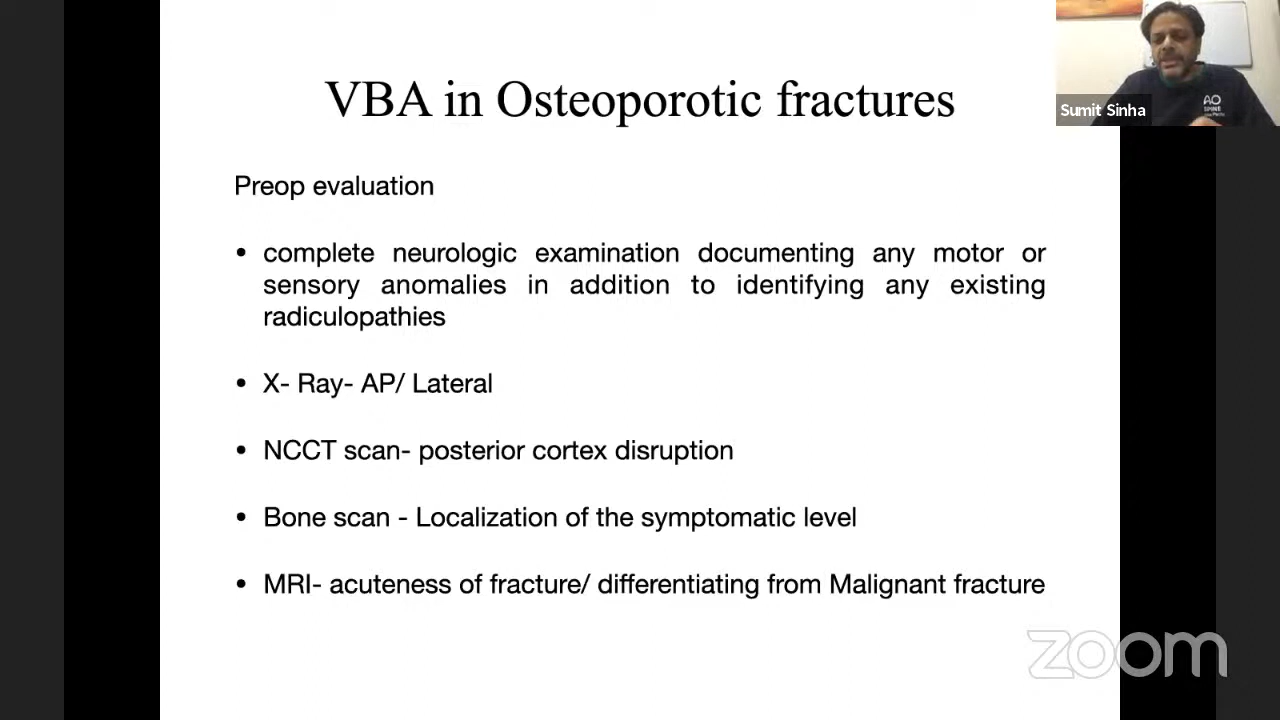 VBA in Osteoporotic fractures
Sumit Sinha
AO
SPINE
Preop evaluation
• complete neurologic examination documenting any motor or
sensory anomalies in addition to identifying any existing
radiculopathies
• X- Ray- AP/ Lateral
• NCCT scan- posterior cortex disruption
• Bone scan - Localization of the symptomatic level
• MRI- acuteness of fracture/ differentiating from Malignant fracture
zoom